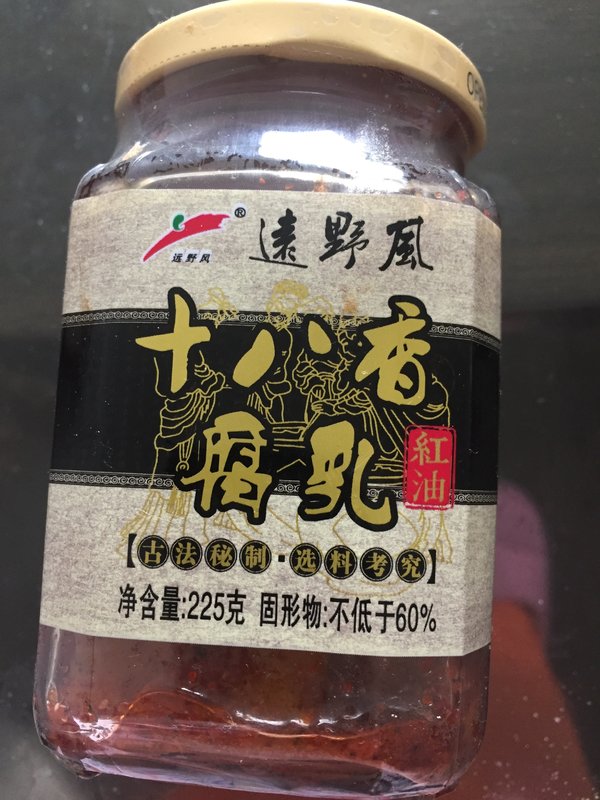 远野风
®
遠野風
十八香
腐乳
紅油
【古法秘制·选料考究】
净含量:225克 固形物:不低于60%